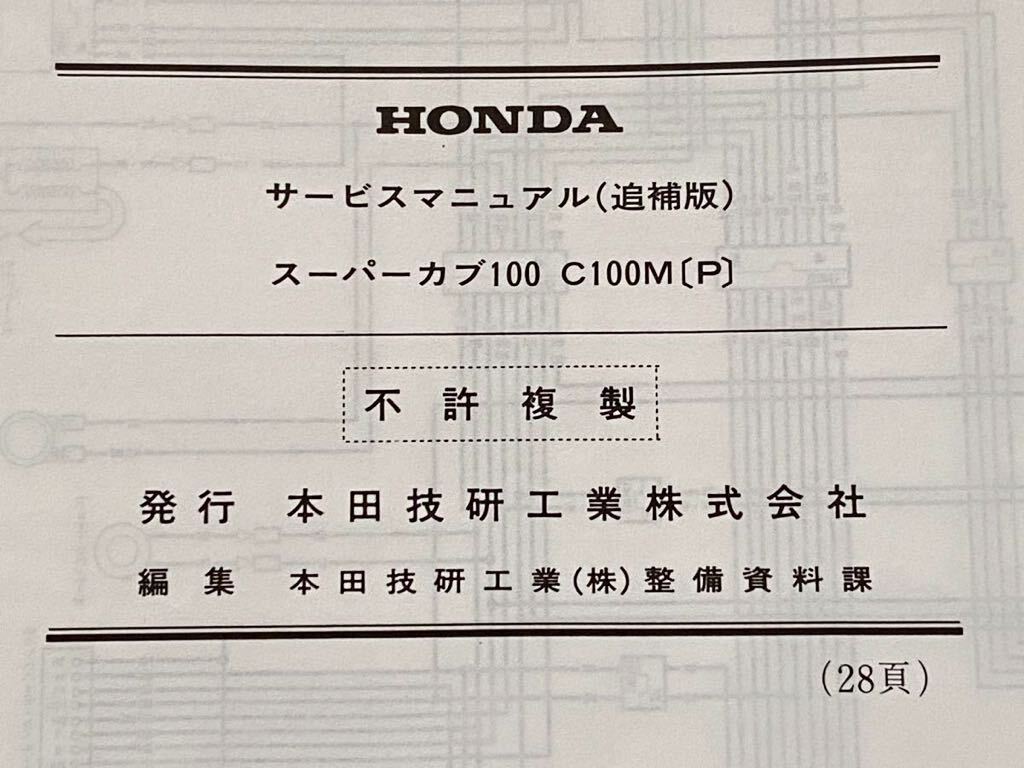 HONDA
サービスマニュアル(追補版)
スーパーカブ100 C100M〔P〕
不許複製
発行 本田技研工業株式会社
編集 本田技研工業(株)整備資料課
(28頁)